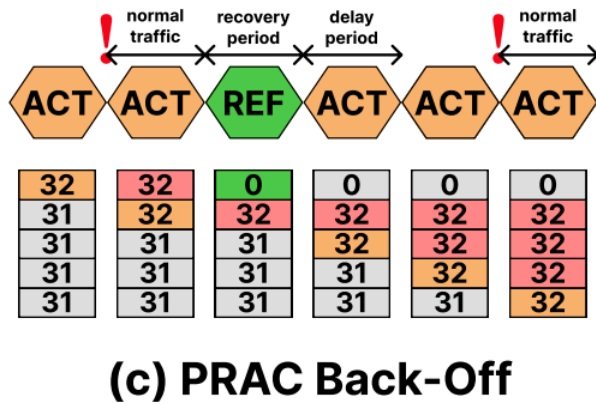 ! normal recovery delay ! normal
traffic period period traffic
ACT ACT REF ACT ACT ACT
32 32 0 0 0 0
31 32 32 32 32 32
31 31 31 32 32 32
31 31 31 31 32 32
31 31 31 31 31 32
(c) PRAC Back-Off